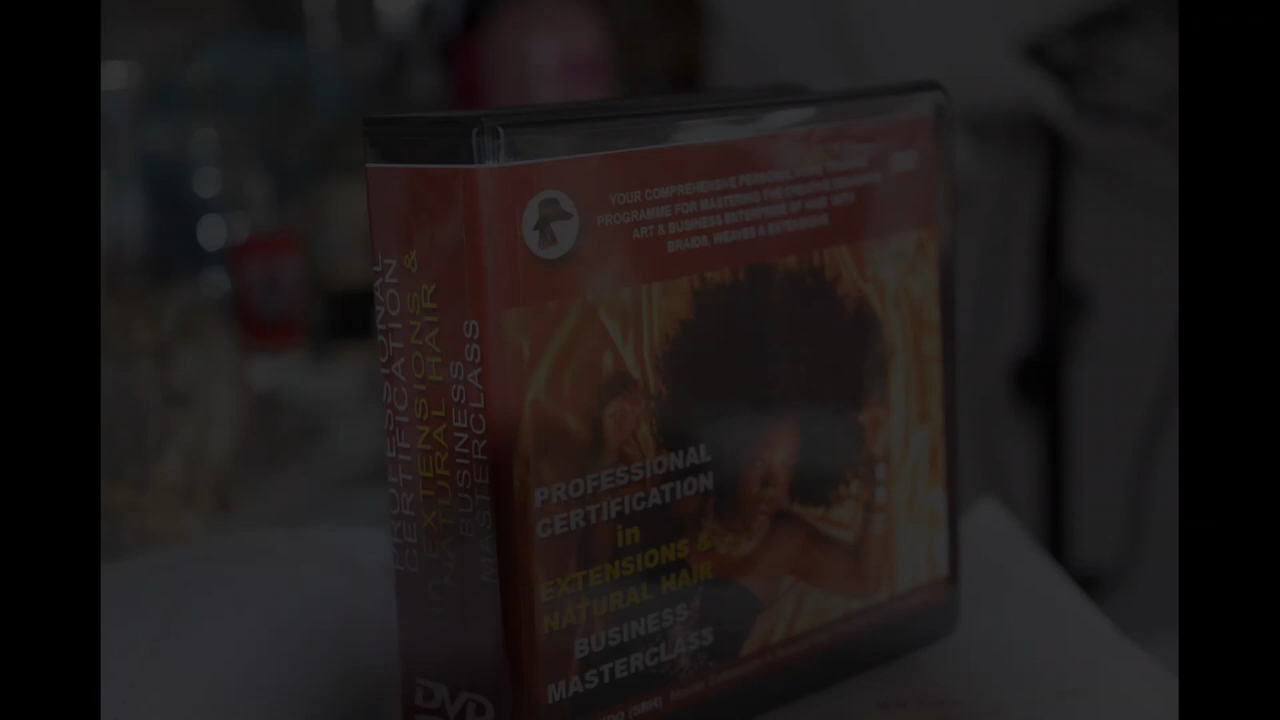 YOUR COMPREHENSIVE PERSONAL
PROGRAMME FOR MASTERING THE CREATIVE
ART & BUSINESS ENTERPRISE OF HAIR WITH
BRAIDS, WEAVES & EXTENSIONS
PROFESSIONAL
CERTIFICATION
in
EXTENSIONS &
NATURAL HAIR
BUSINESS
MASTERCLASS
PROFESSIONAL
CERTIFICATION
in EXTENSIONS &
NATURAL HAIR
BUSINESS
MASTERCLASS
DVD